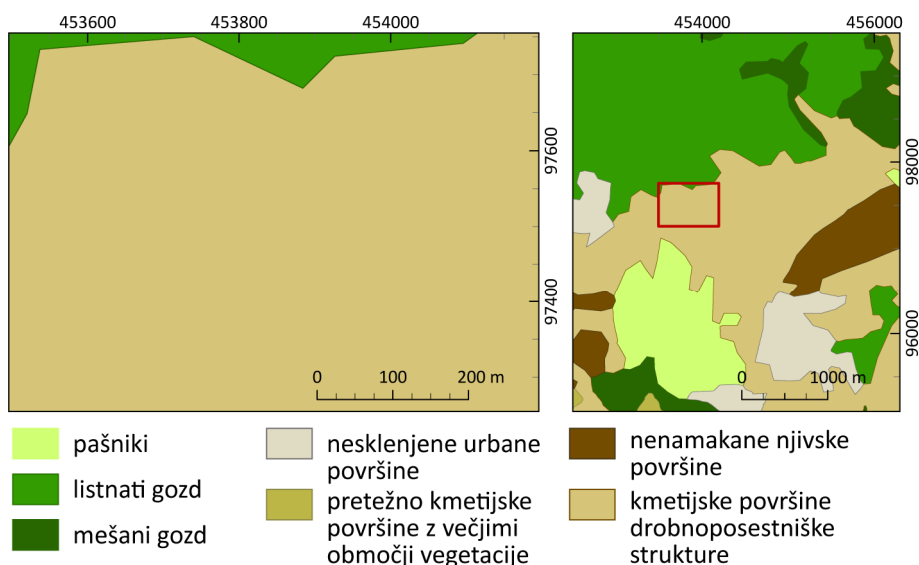 453600
453800
454000
97600
97400
0
100
200 m
454000
456000
98000
96000
0
1000 m
pašniki
listnati gozd
mešani gozd
nesklenjene urbane
površine
pretežno kmetijske
površine z večjimi
območji vegetacije
nenamakane njivske
površine
kmetijske površine
drobnoposestniške
strukture